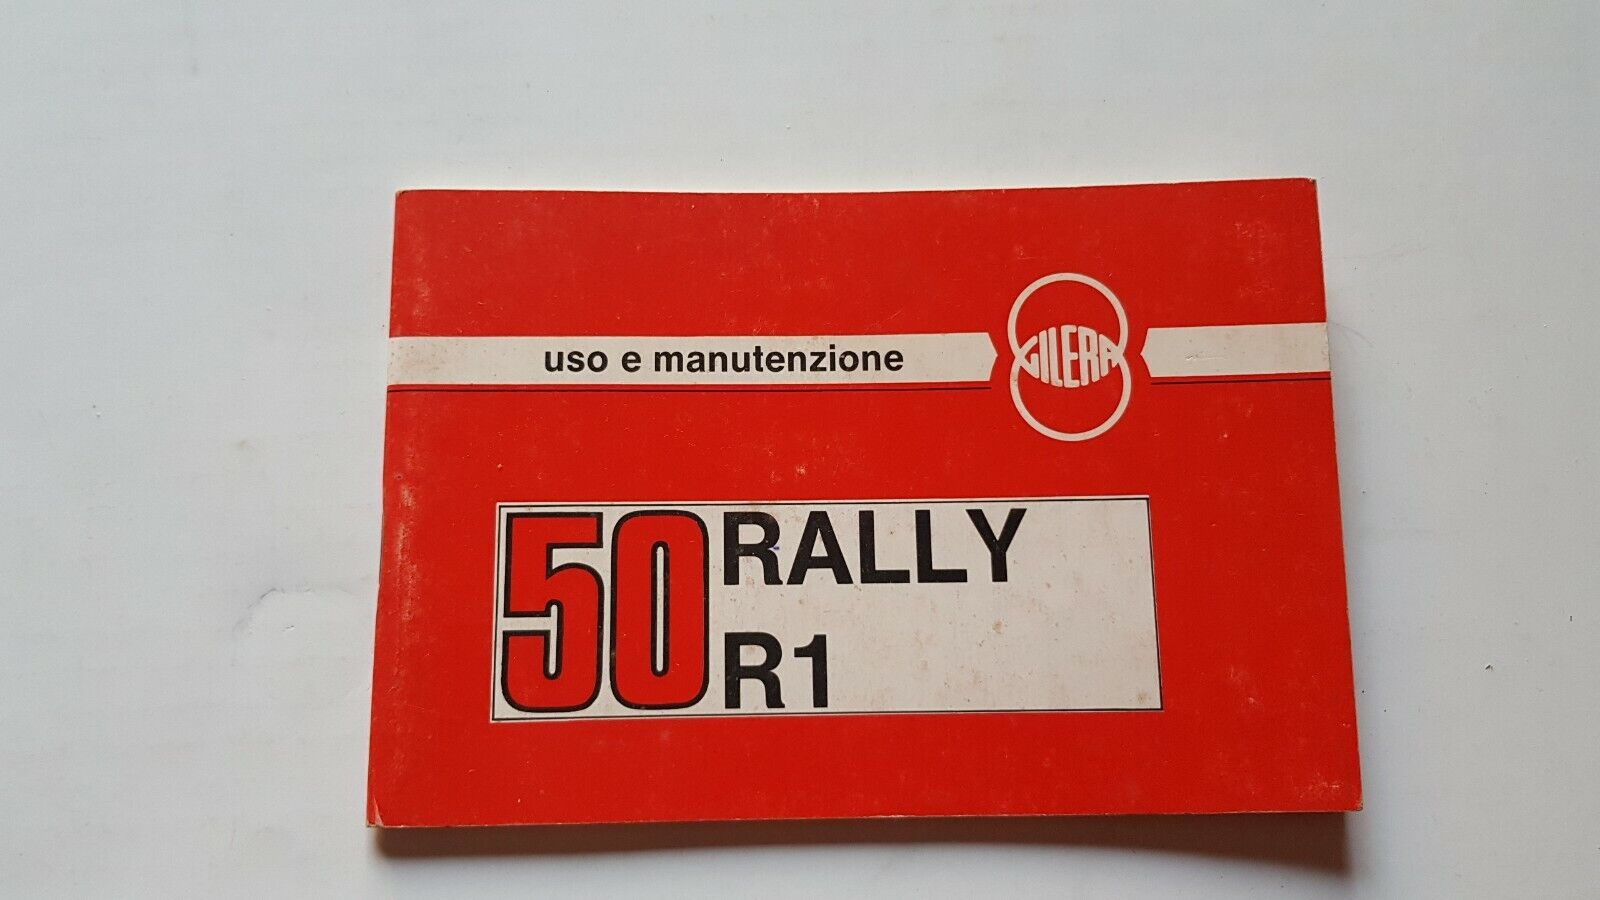 uso e manutenzione
GILERA
50 RALLY
R1